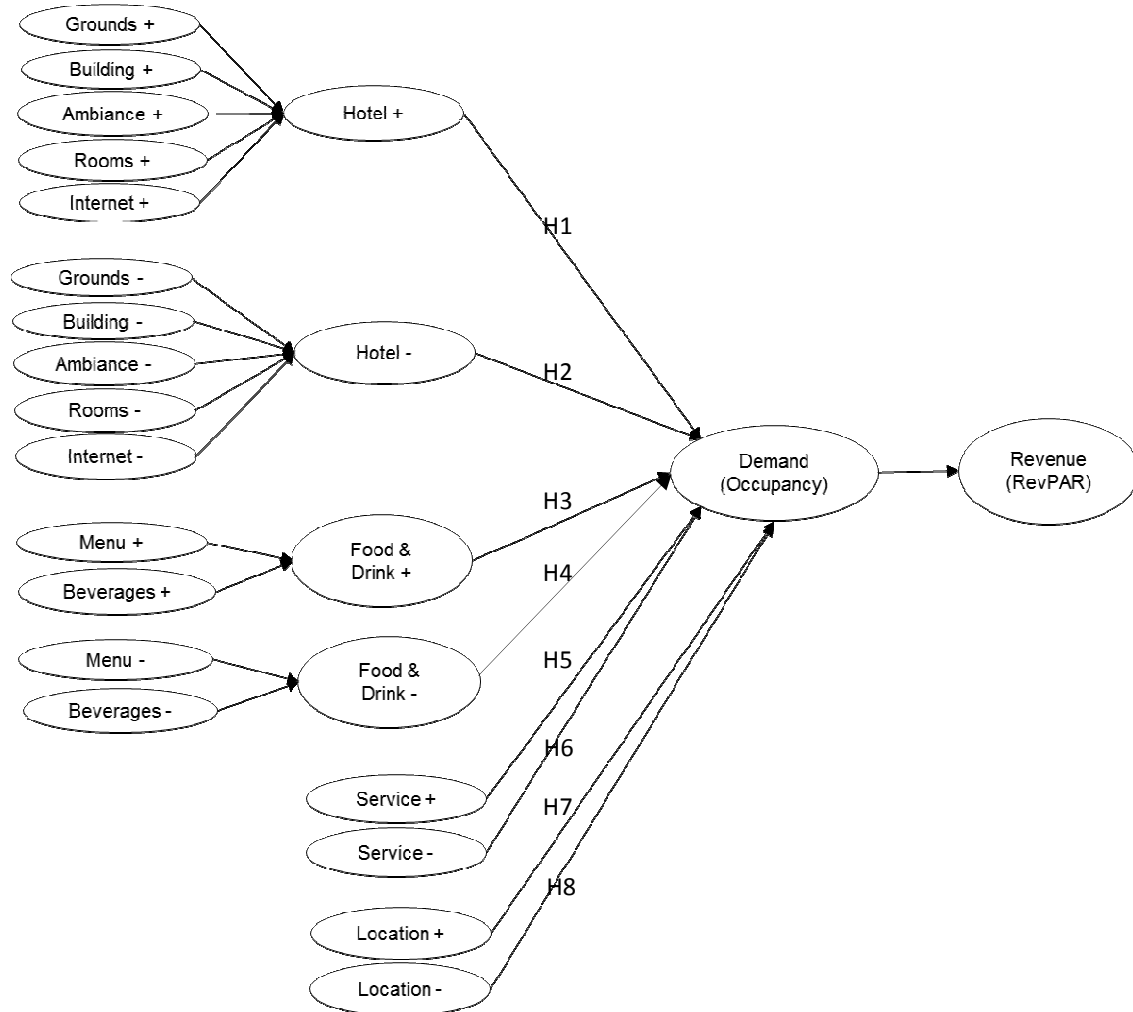 Grounds +
Building +
Ambiance +
Rooms +
Internet +
Hotel +
H1
Grounds -
Building -
Ambiance -
Rooms -
Internet -
Hotel -
H2
Menu +
Beverages +
Food &
Drink +
H3
Menu -
Beverages -
Food &
Drink -
H4
Service +
H5
Service -
H6
Location +
H7
Location -
H8
Demand
(Occupancy)
Revenue
(RevPAR)